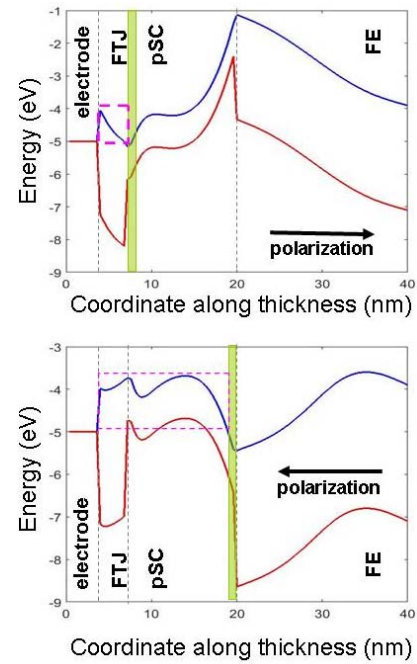 -1
-2
-3
-4
-5
-6
-7
-8
-9
Energy (eV)
electrode
FTJ
pSC
FE
polarization
0
10
20
30
40
Coordinate along thickness (nm)
-3
-4
-5
-6
-7
-8
-9
Energy (eV)
polarization
electrode
FTJ
pSC
FE
0
10
20
30
40
Coordinate along thickness (nm)